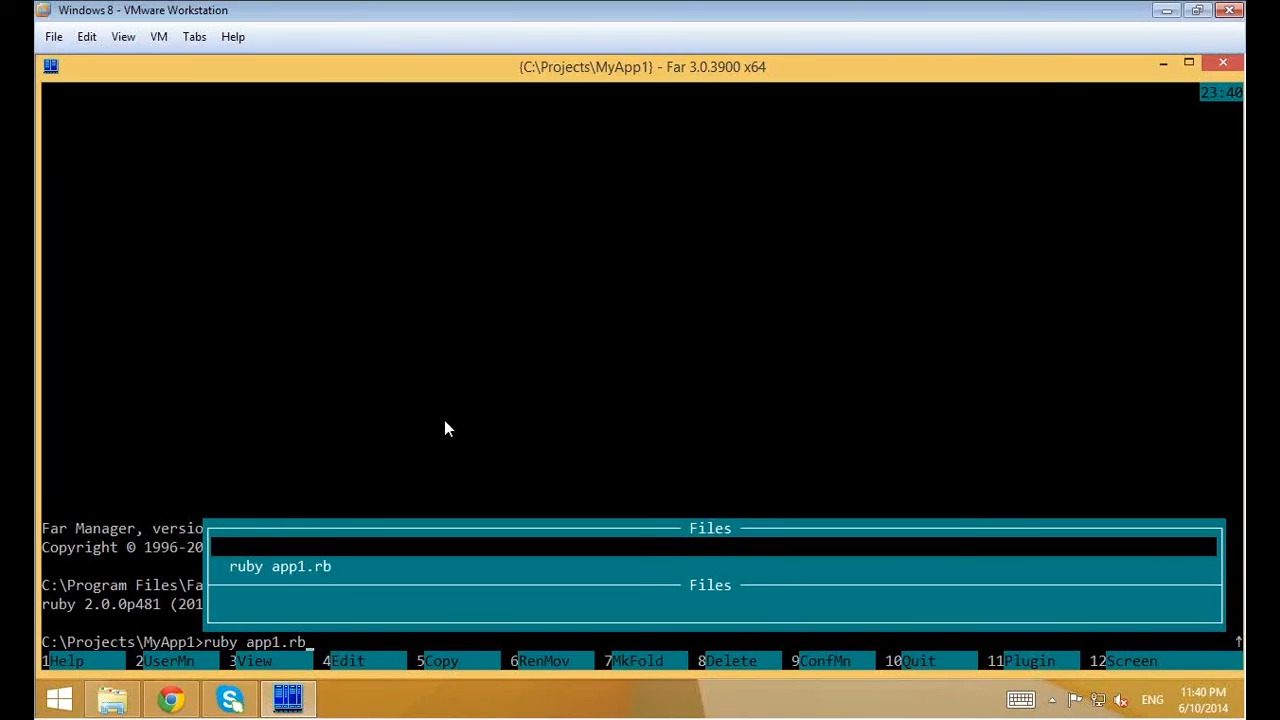 Windows 8 - VMware Workstation
File Edit View VM Tabs Help
{C:\Projects\MyApp1} - Far 3.0.3900 x64
23:40
Far Manager, versio
Copyright © 1996-20
C:\Program Files\Fa
ruby 2.0.0p481 (201
Files
ruby app1.rb
Files
C:\Projects\MyApp1>ruby app1.rb
1Help 2UserMn 3View 4Edit 5Copy 6RenMov 7MkFold 8Delete 9ConfMn 10Quit 11Plugin 12Screen
ENG
11:40 PM
6/10/2014